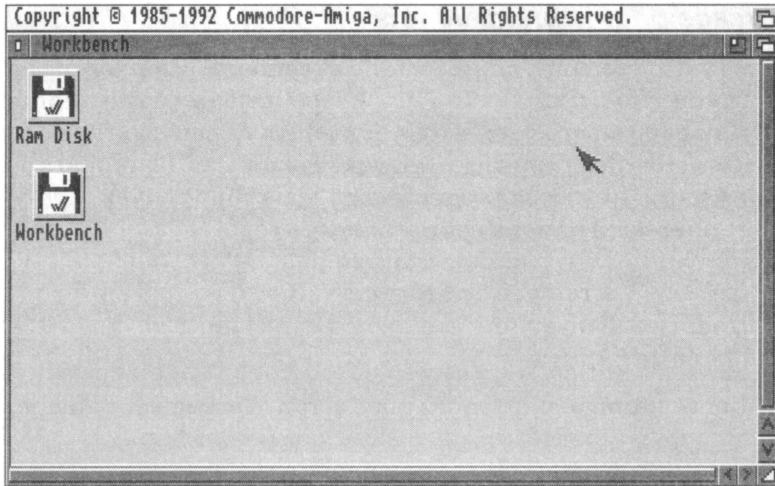 Copyright © 1985-1992 Commodore-Amiga, Inc. All Rights Reserved.
Workbench
Ram Disk
Workbench